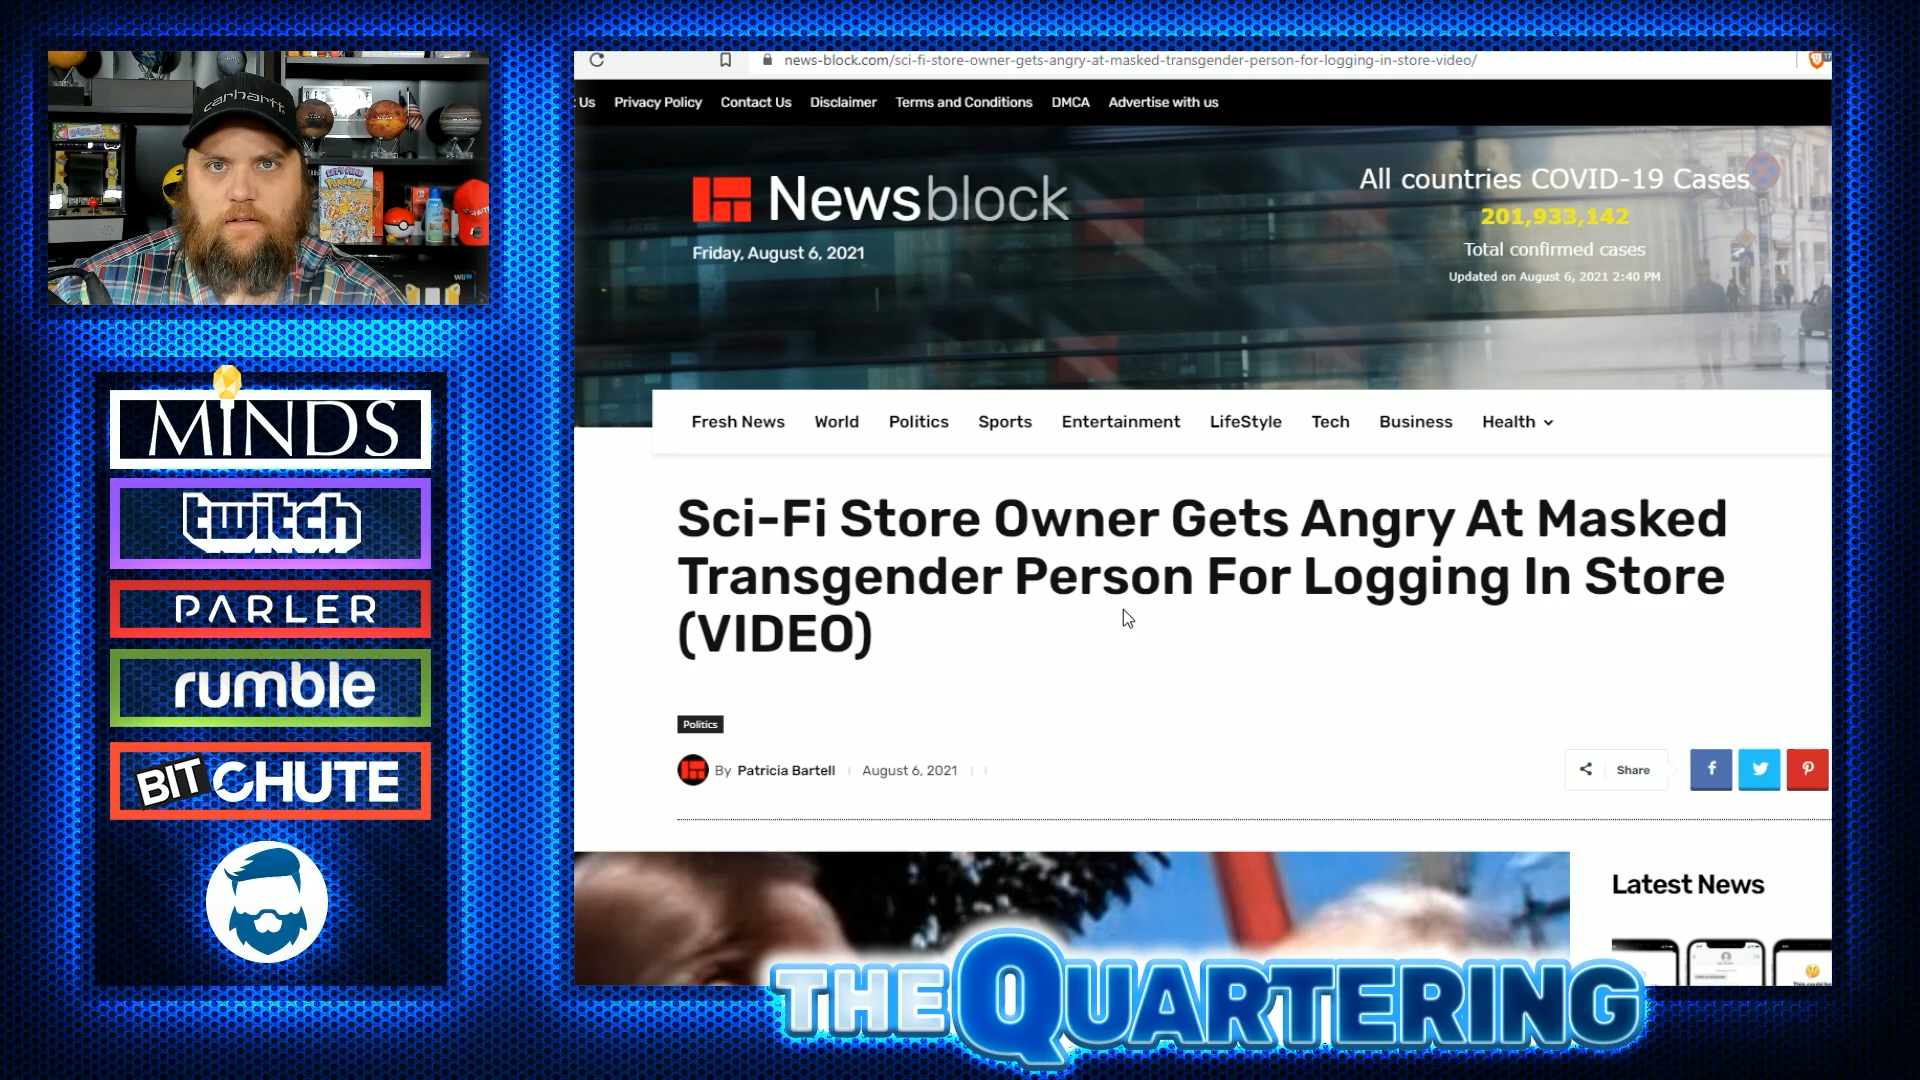 carhartt
LET'S FIND
POKÉMON!
Wii
MINDS
twitch
PARLER
rumble
BITCHUTE
news-block.com/sci-fi-store-owner-gets-angry-at-masked-transgender-person-for-logging-in-store-video/
Us Privacy Policy Contact Us Disclaimer Terms and Conditions DMCA Advertise with us
Newsblock
Friday, August 6, 2021
All countries COVID-19 Cases
201,933,142
Total confirmed cases
Updated on August 6, 2021 2:40 PM
Fresh News World Politics Sports Entertainment LifeStyle Tech Business Health
Sci-Fi Store Owner Gets Angry At Masked
Transgender Person For Logging In Store
(VIDEO)
Politics
By Patricia Bartell August 6, 2021
Share
Latest News
THE QUARTERING